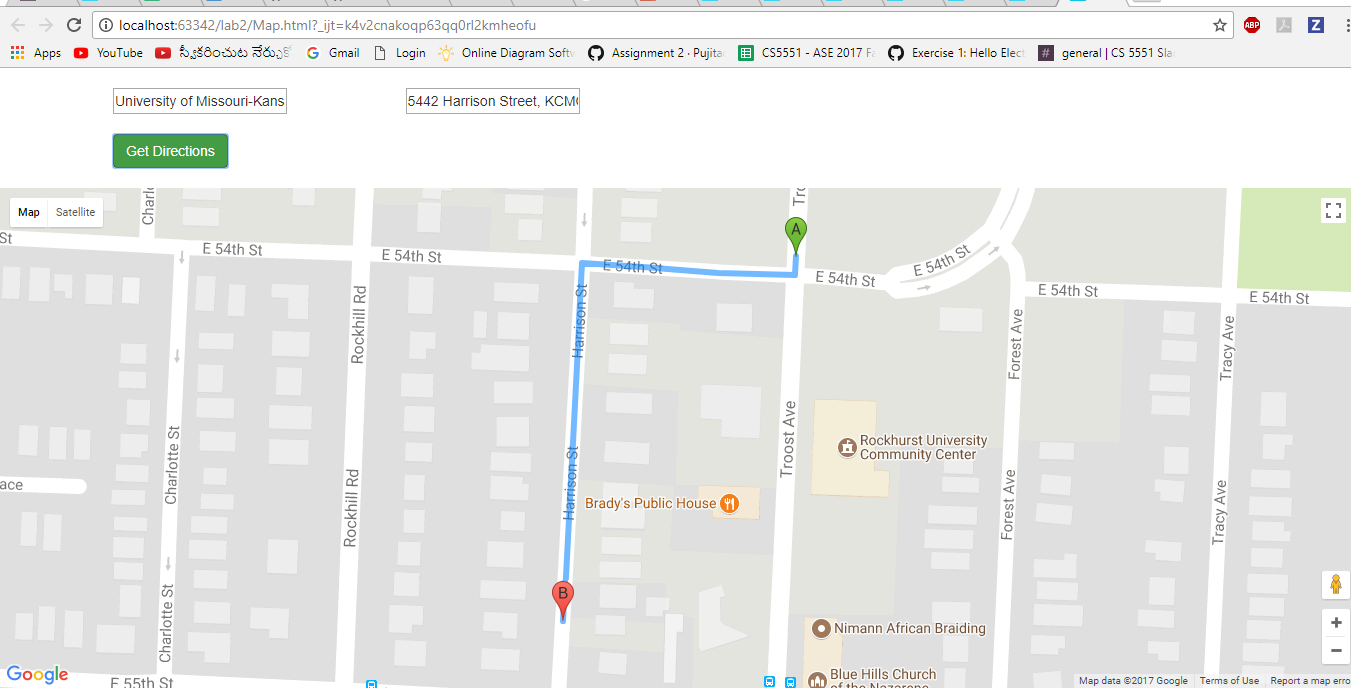 localhost:63342/lab2/Map.html?_ijt=k4v2cnakoqp63qq0rl2kmheofu
ABP
Z
Apps YouTube స్వీకరించుట నేర్చుకో Gmail Login Online Diagram Softw Assignment 2 · Pujita CS5551 - ASE 2017 Fa Exercise 1: Hello Elect general | CS 5551 Sla
University of Missouri-Kans 5442 Harrison Street, KCMO
Get Directions
Map Satellite
Charlo
Tro
A
St
E 54th St
E 54th St
E 54th St
E 54th St
E 54th St
E 54th St
E 54th St
Harrison St
Rockhill Rd
Forest Ave
Tracy Ave
Troost Ave
Charlotte St
Harrison St
Rockhurst University
Community Center
ace
Brady's Public House
Rockhill Rd
Forest Ave
Tracy Ave
B
Charlotte St
Nimann African Braiding
Blue Hills Church
of the Nazarene
E 55th St
Google
+
−
Map data ©2017 Google Terms of Use Report a map erro